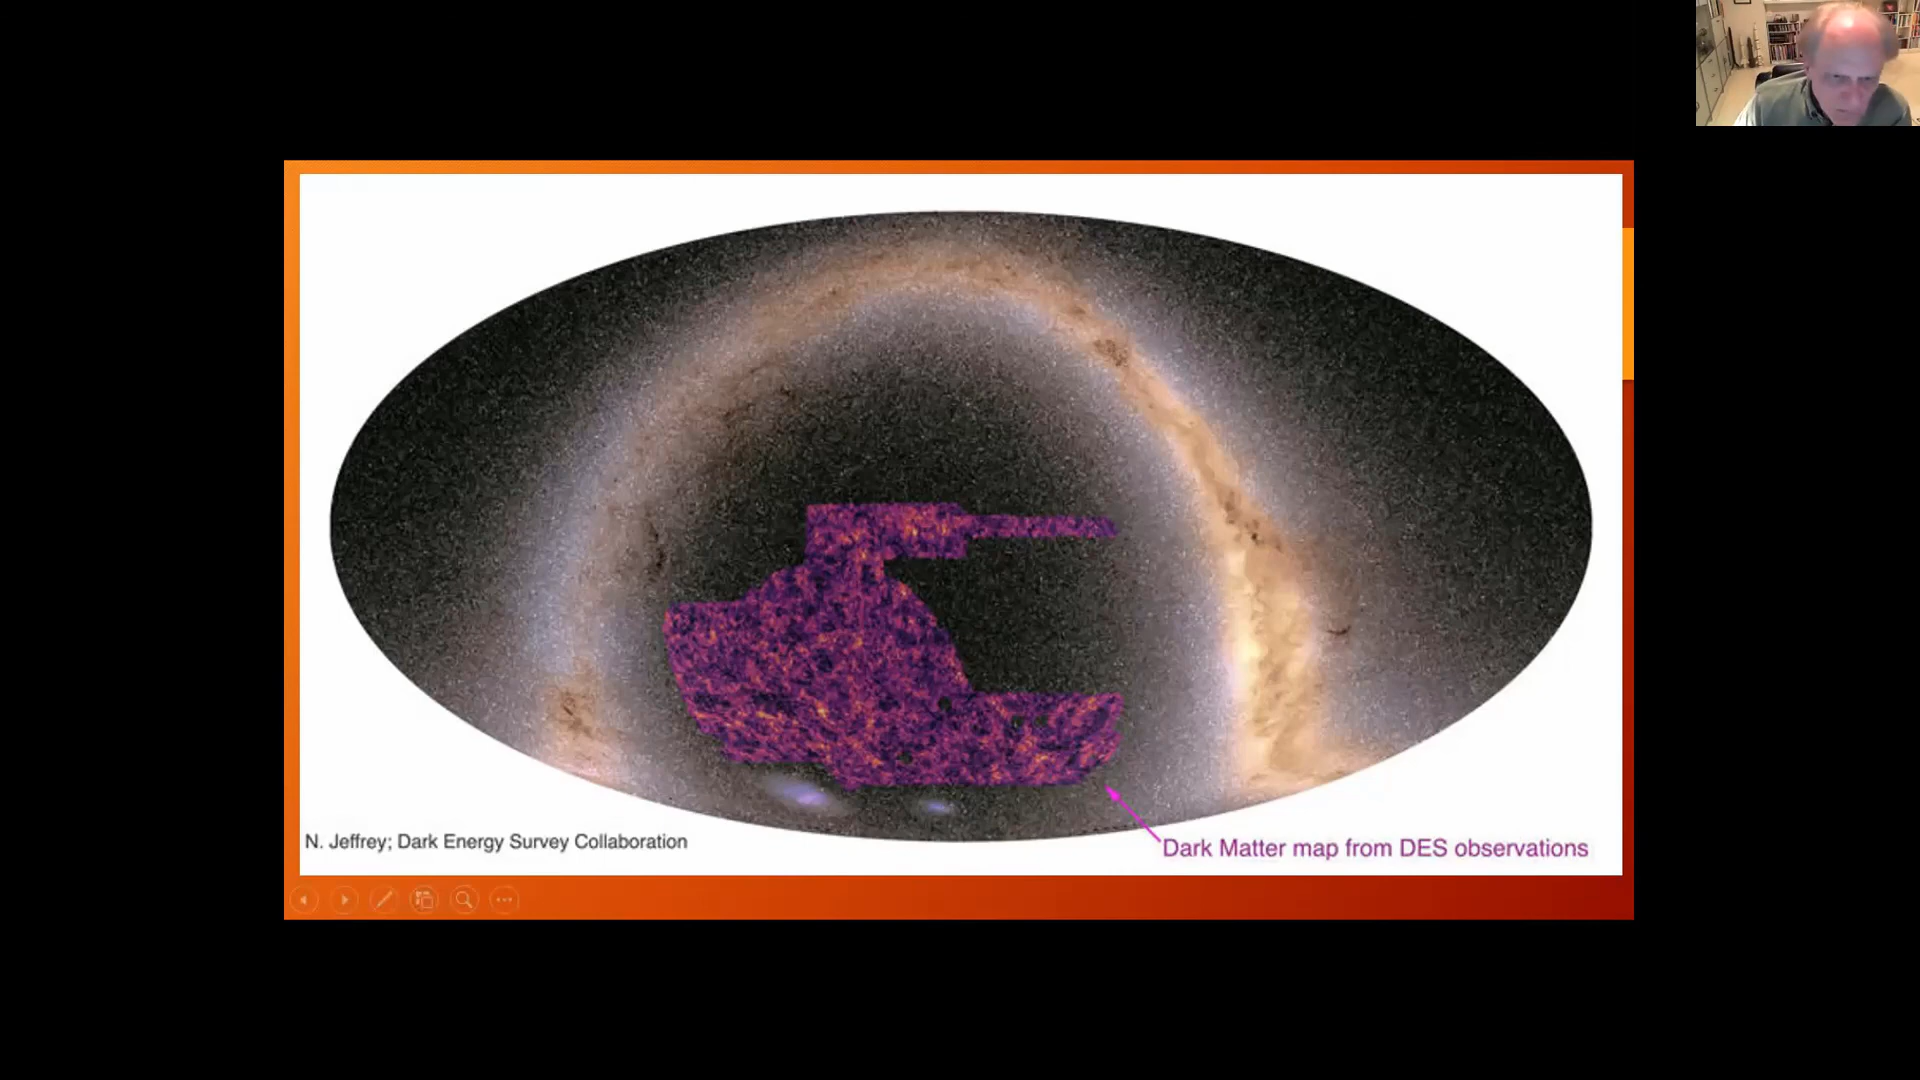 N. Jeffrey; Dark Energy Survey Collaboration
Dark Matter map from DES observations